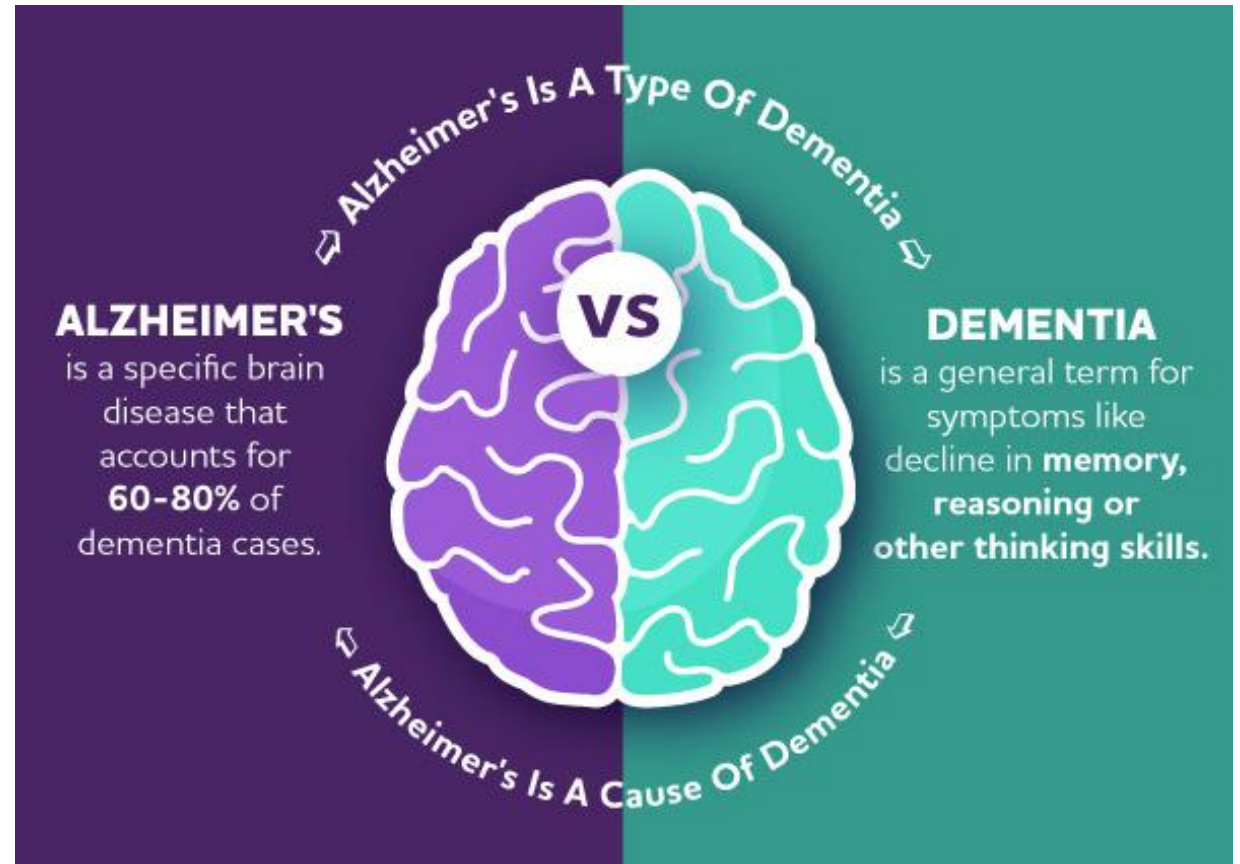 Alzheimer's Is A Type Of Dementia
ALZHEIMER'S
is a specific brain
disease that
accounts for
60-80% of
dementia cases.
VS
DEMENTIA
is a general term for
symptoms like
decline in memory,
reasoning or
other thinking skills.
Alzheimer's Is A Cause Of Dementia